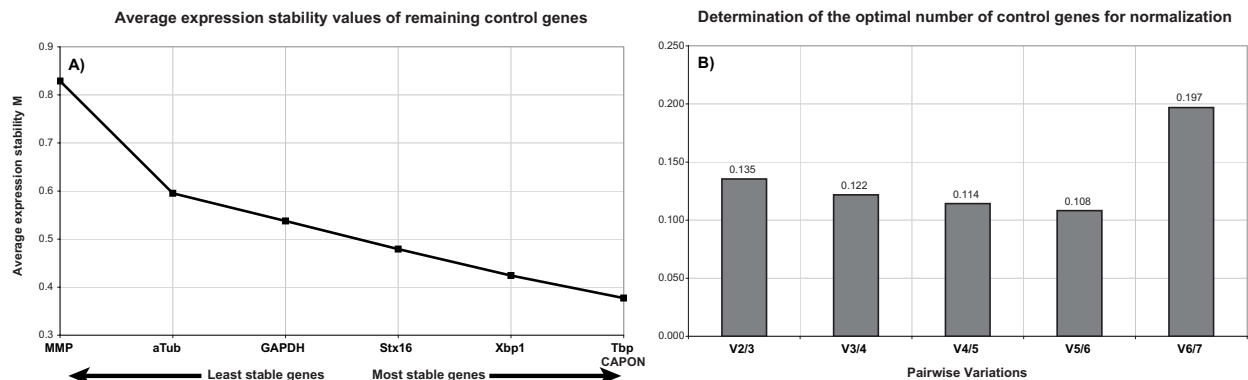 Average expression stability values of remaining control genes
A)
Average expression stability M
0.9
0.8
0.7
0.6
0.5
0.4
0.3
MMP aTub GAPDH Stx16 Xbp1 Tbp
CAPON
Least stable genes Most stable genes
Determination of the optimal number of control genes for normalization
B)
0.250
0.200
0.150
0.100
0.050
0.000
0.135
0.122
0.114
0.108
0.197
V2/3 V3/4 V4/5 V5/6 V6/7
Pairwise Variations